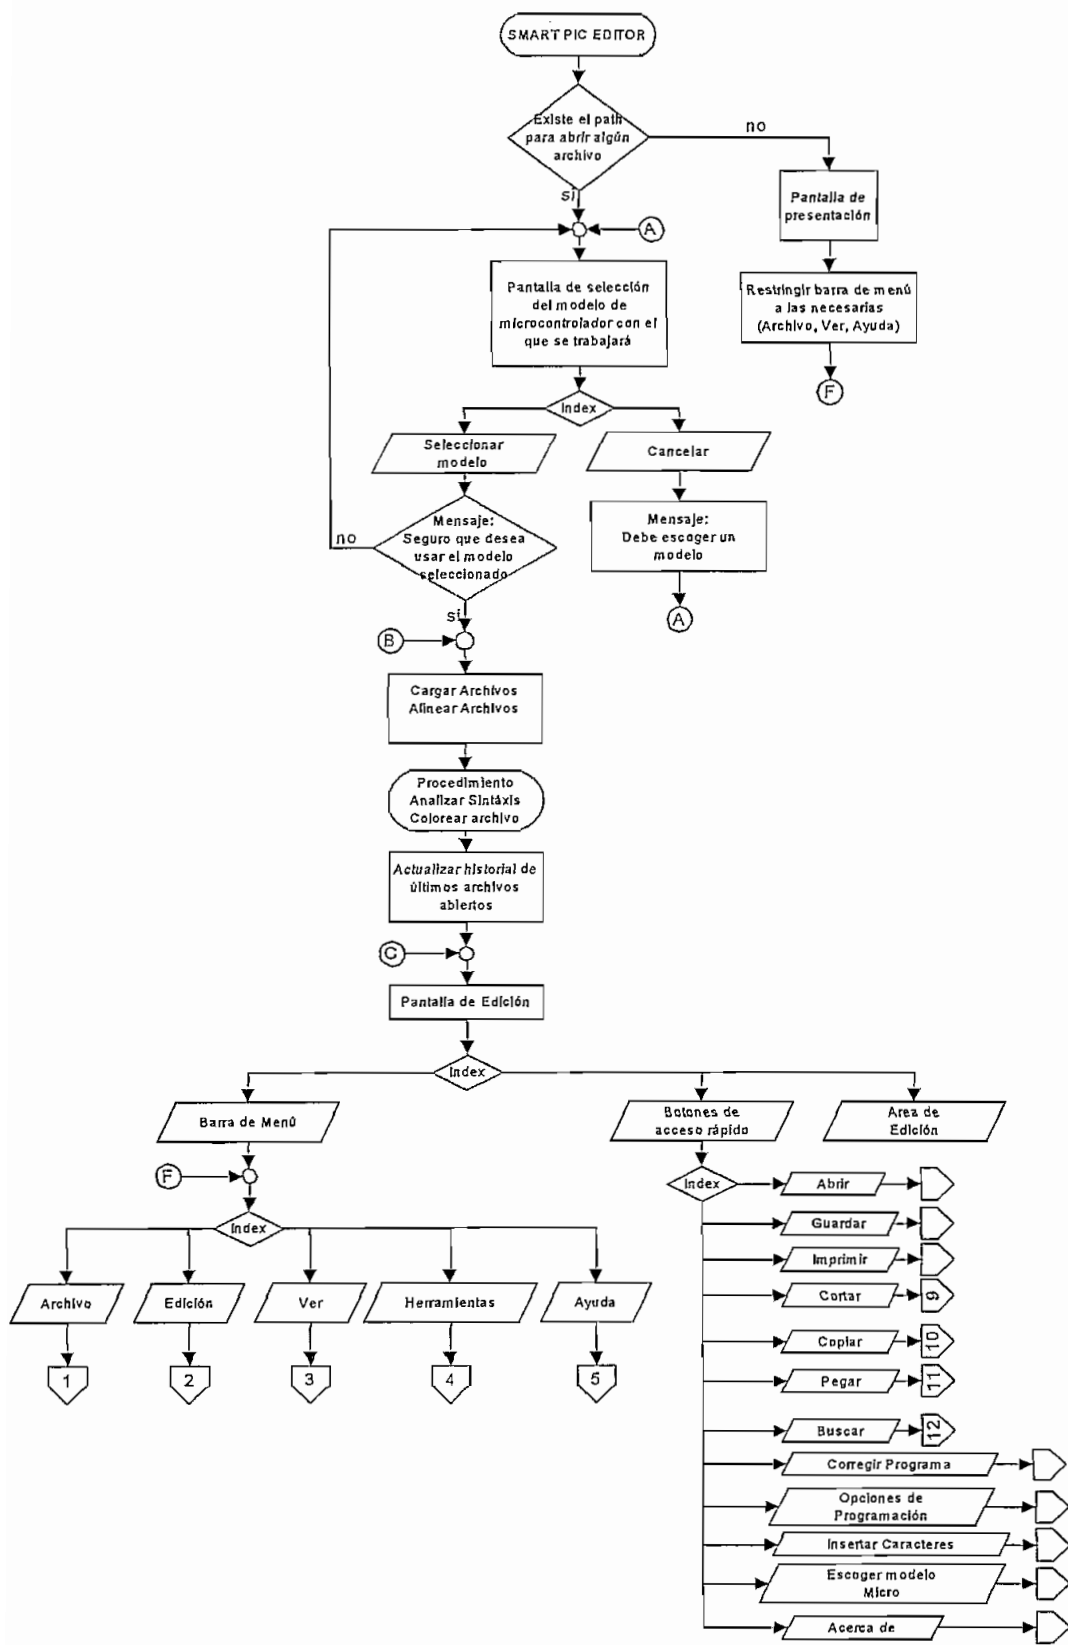 SMART PIC EDITOR
Existe el path
para abrir algún
archivo
no
si
Pantalla de
presentación
A
Restringir barra de menú
a las necesarias
(Archivo, Ver, Ayuda)
F
Pantalla de selección
del modelo de
microcontrolador con el
que se trabajará
Index
Seleccionar
modelo
Cancelar
Mensaje:
Seguro que desea
usar el modelo
seleccionado
no
si
Mensaje:
Debe escoger un
modelo
A
B
Cargar Archivos
Alinear Archivos
Procedimiento
Analizar Sintáxis
Colorear archivo
Actualizar historial de
últimos archivos
abiertos
C
Pantalla de Edición
Index
Barra de Menú
Botones de
acceso rápido
Area de
Edición
F
Index
Archivo
Edición
Ver
Herramientas
Ayuda
1
2
3
4
5
Index
Abrir
Guardar
Imprimir
Cortar
9
Copiar
10
Pegar
11
Buscar
12
Corregir Programa
Opciones de
Programación
Insertar Caracteres
Escoger modelo
Micro
Acerca de